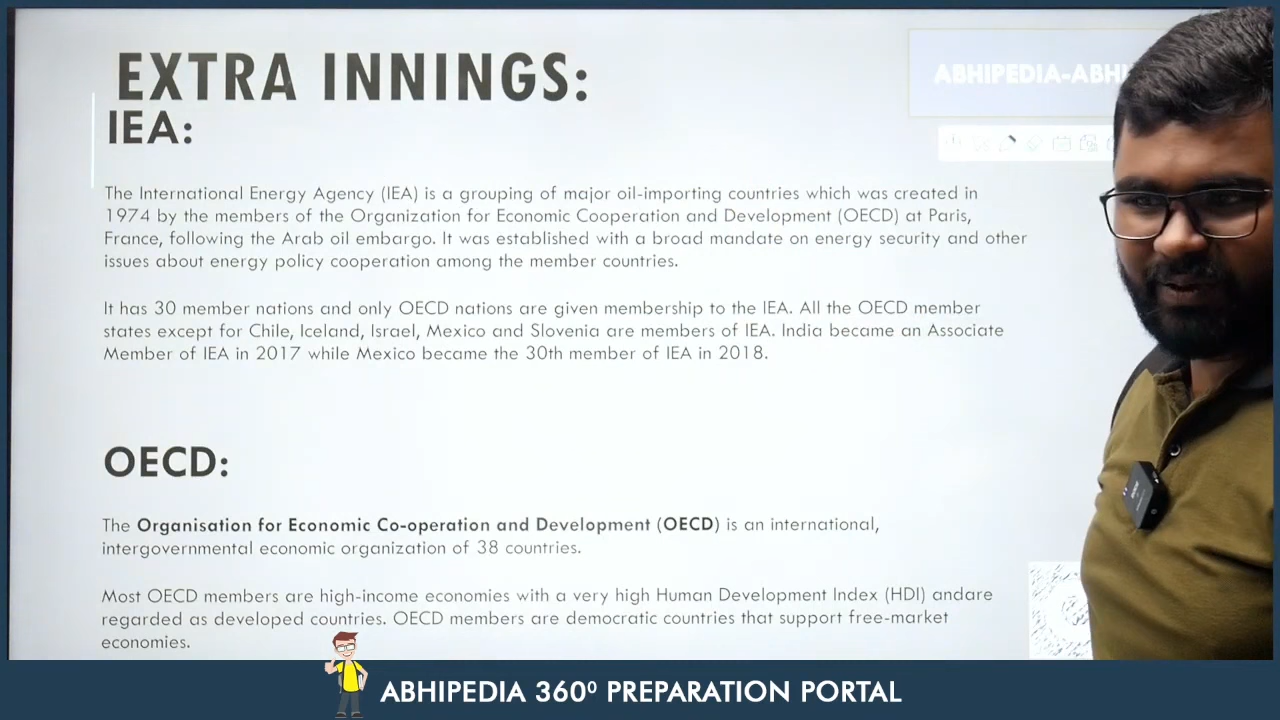 EXTRA INNINGS:
IEA:
ABHIPEDIA-ABHI
The International Energy Agency (IEA) is a grouping of major oil-importing countries which was created in
1974 by the members of the Organization for Economic Cooperation and Development (OECD) at Paris,
France, following the Arab oil embargo. It was established with a broad mandate on energy security and other
issues about energy policy cooperation among the member countries.
It has 30 member nations and only OECD nations are given membership to the IEA. All the OECD member
states except for Chile, Iceland, Israel, Mexico and Slovenia are members of IEA. India became an Associate
Member of IEA in 2017 while Mexico became the 30th member of IEA in 2018.
OECD:
The Organisation for Economic Co-operation and Development (OECD) is an international,
intergovernmental economic organization of 38 countries.
Most OECD members are high-income economies with a very high Human Development Index (HDI) andare
regarded as developed countries. OECD members are democratic countries that support free-market
economies.
ABHIPEDIA 360⁰ PREPARATION PORTAL